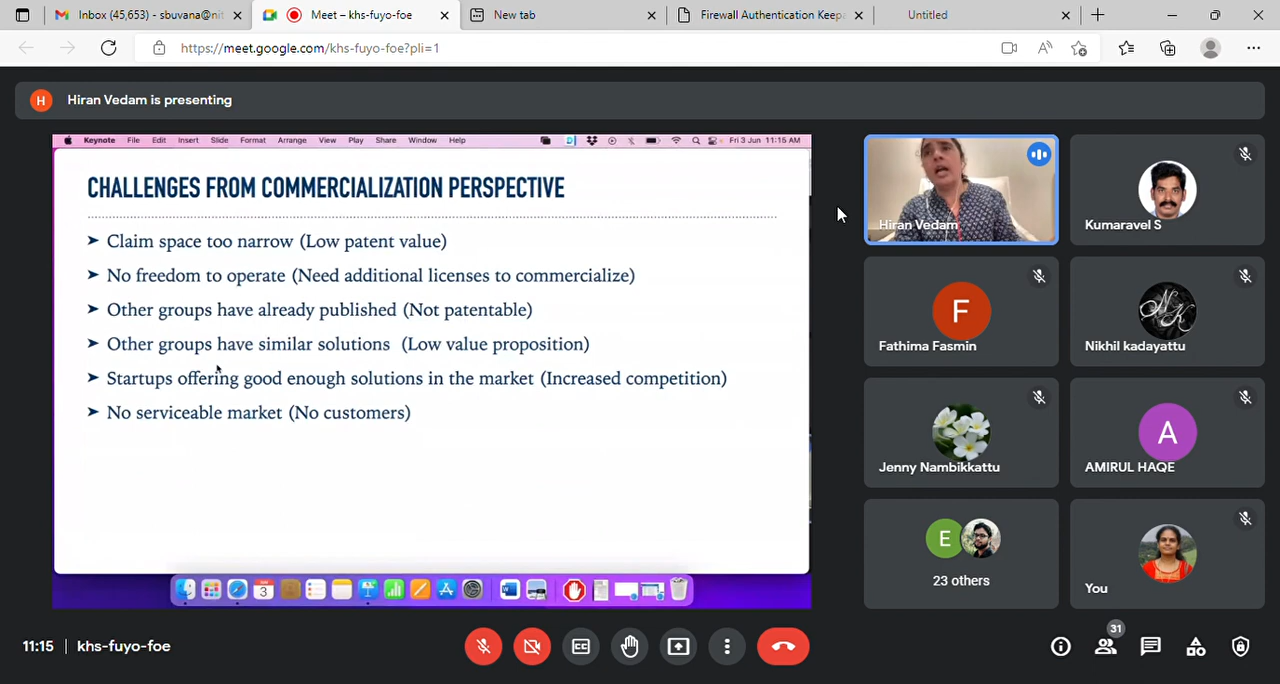 Inbox (45,653) - sbuvana@nit
Meet – khs-fuyo-foe
New tab
Firewall Authentication Keepa
Untitled
https://meet.google.com/khs-fuyo-foe?pli=1
H
Hiran Vedam is presenting
Keynote File Edit Insert Slide Format Arrange View Play Share Window Help
Fri 3 Jun 11:15 AM
CHALLENGES FROM COMMERCIALIZATION PERSPECTIVE
➤ Claim space too narrow (Low patent value)
➤ No freedom to operate (Need additional licenses to commercialize)
➤ Other groups have already published (Not patentable)
➤ Other groups have similar solutions (Low value proposition)
➤ Startups offering good enough solutions in the market (Increased competition)
➤ No serviceable market (No customers)
3
Hiran Vedam
Kumaravel S
F
Fathima Fasmin
NK
Nikhil kadayattu
Jenny Nambikkattu
A
AMIRUL HAQE
E
23 others
You
11:15 | khs-fuyo-foe
31